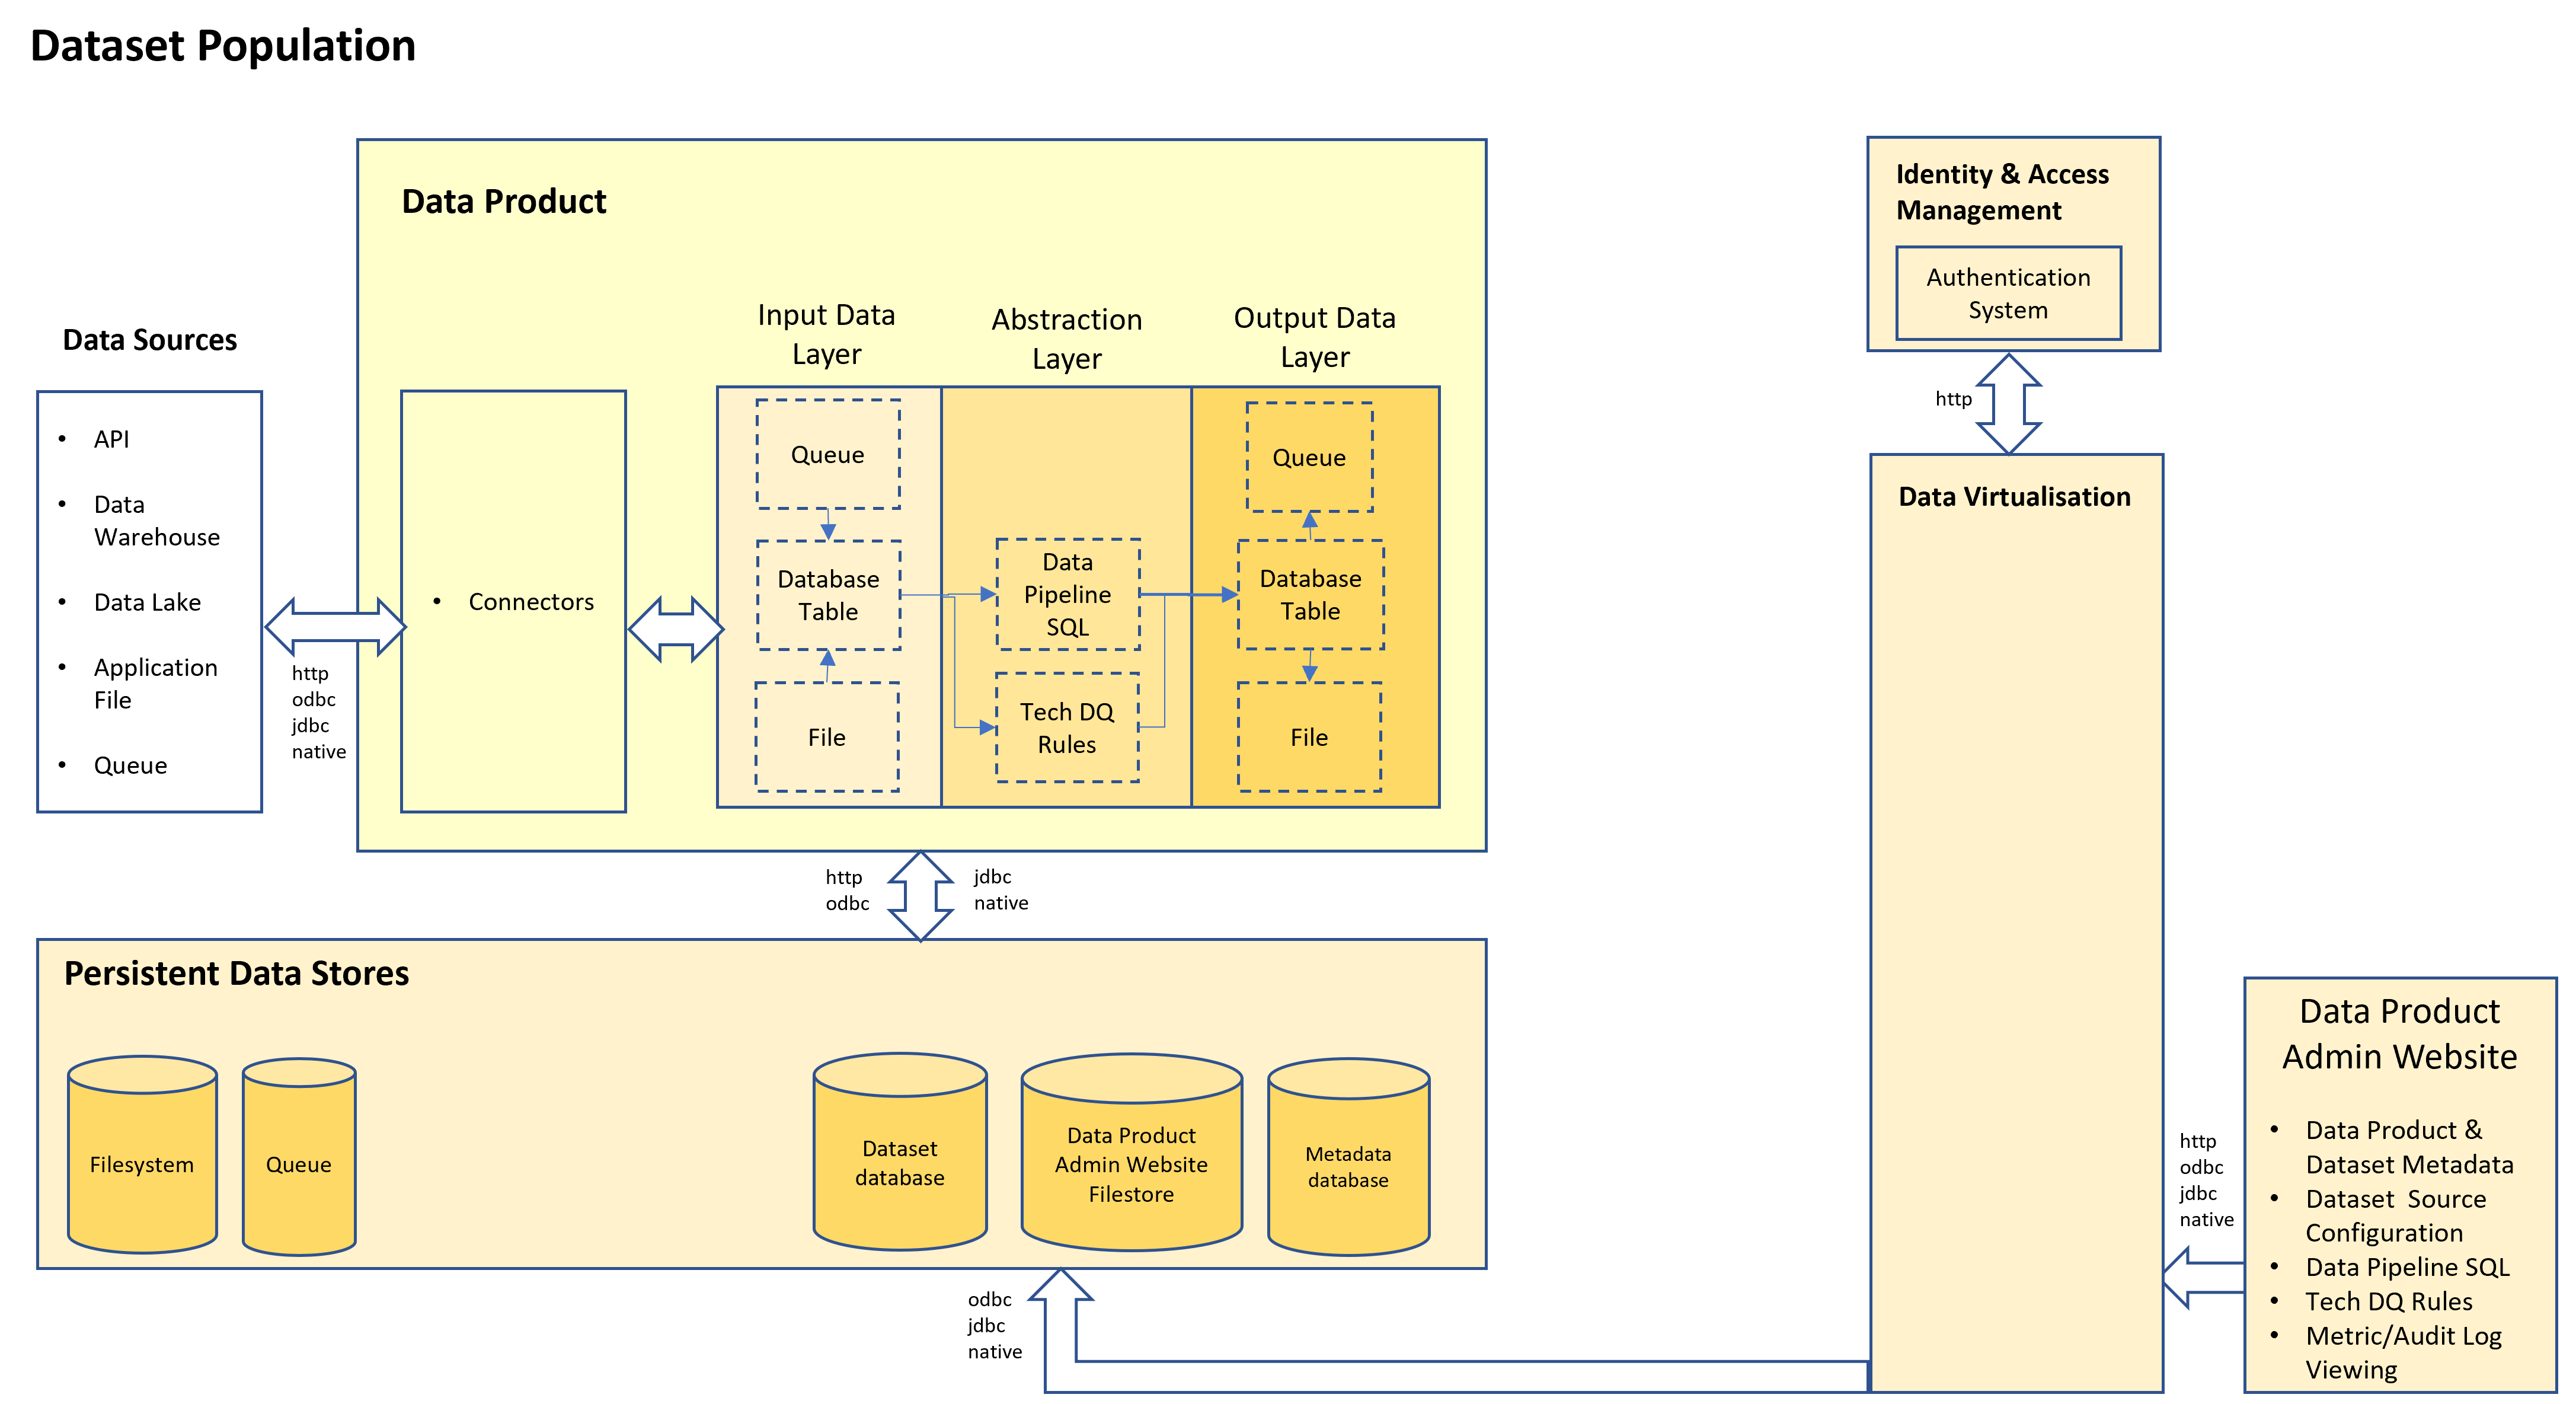 Dataset Population
Data Product
Identity & Access
Management
Authentication
System
http
Data Sources
• API
• Data
Warehouse
• Data Lake
• Application
File
• Queue
http
odbc
jdbc
native
• Connectors
Input Data
Layer
Queue
Database
Table
File
Abstraction
Layer
Data
Pipeline
SQL
Tech DQ
Rules
Output Data
Layer
Queue
Database
Table
File
Data Virtualisation
http
odbc
jdbc
native
Persistent Data Stores
Filesystem
Queue
Dataset
database
Data Product
Admin Website
Filestore
Metadata
database
odbc
jdbc
native
http
odbc
jdbc
native
Data Product
Admin Website
• Data Product &
Dataset Metadata
• Dataset Source
Configuration
• Data Pipeline SQL
• Tech DQ Rules
• Metric/Audit Log
Viewing